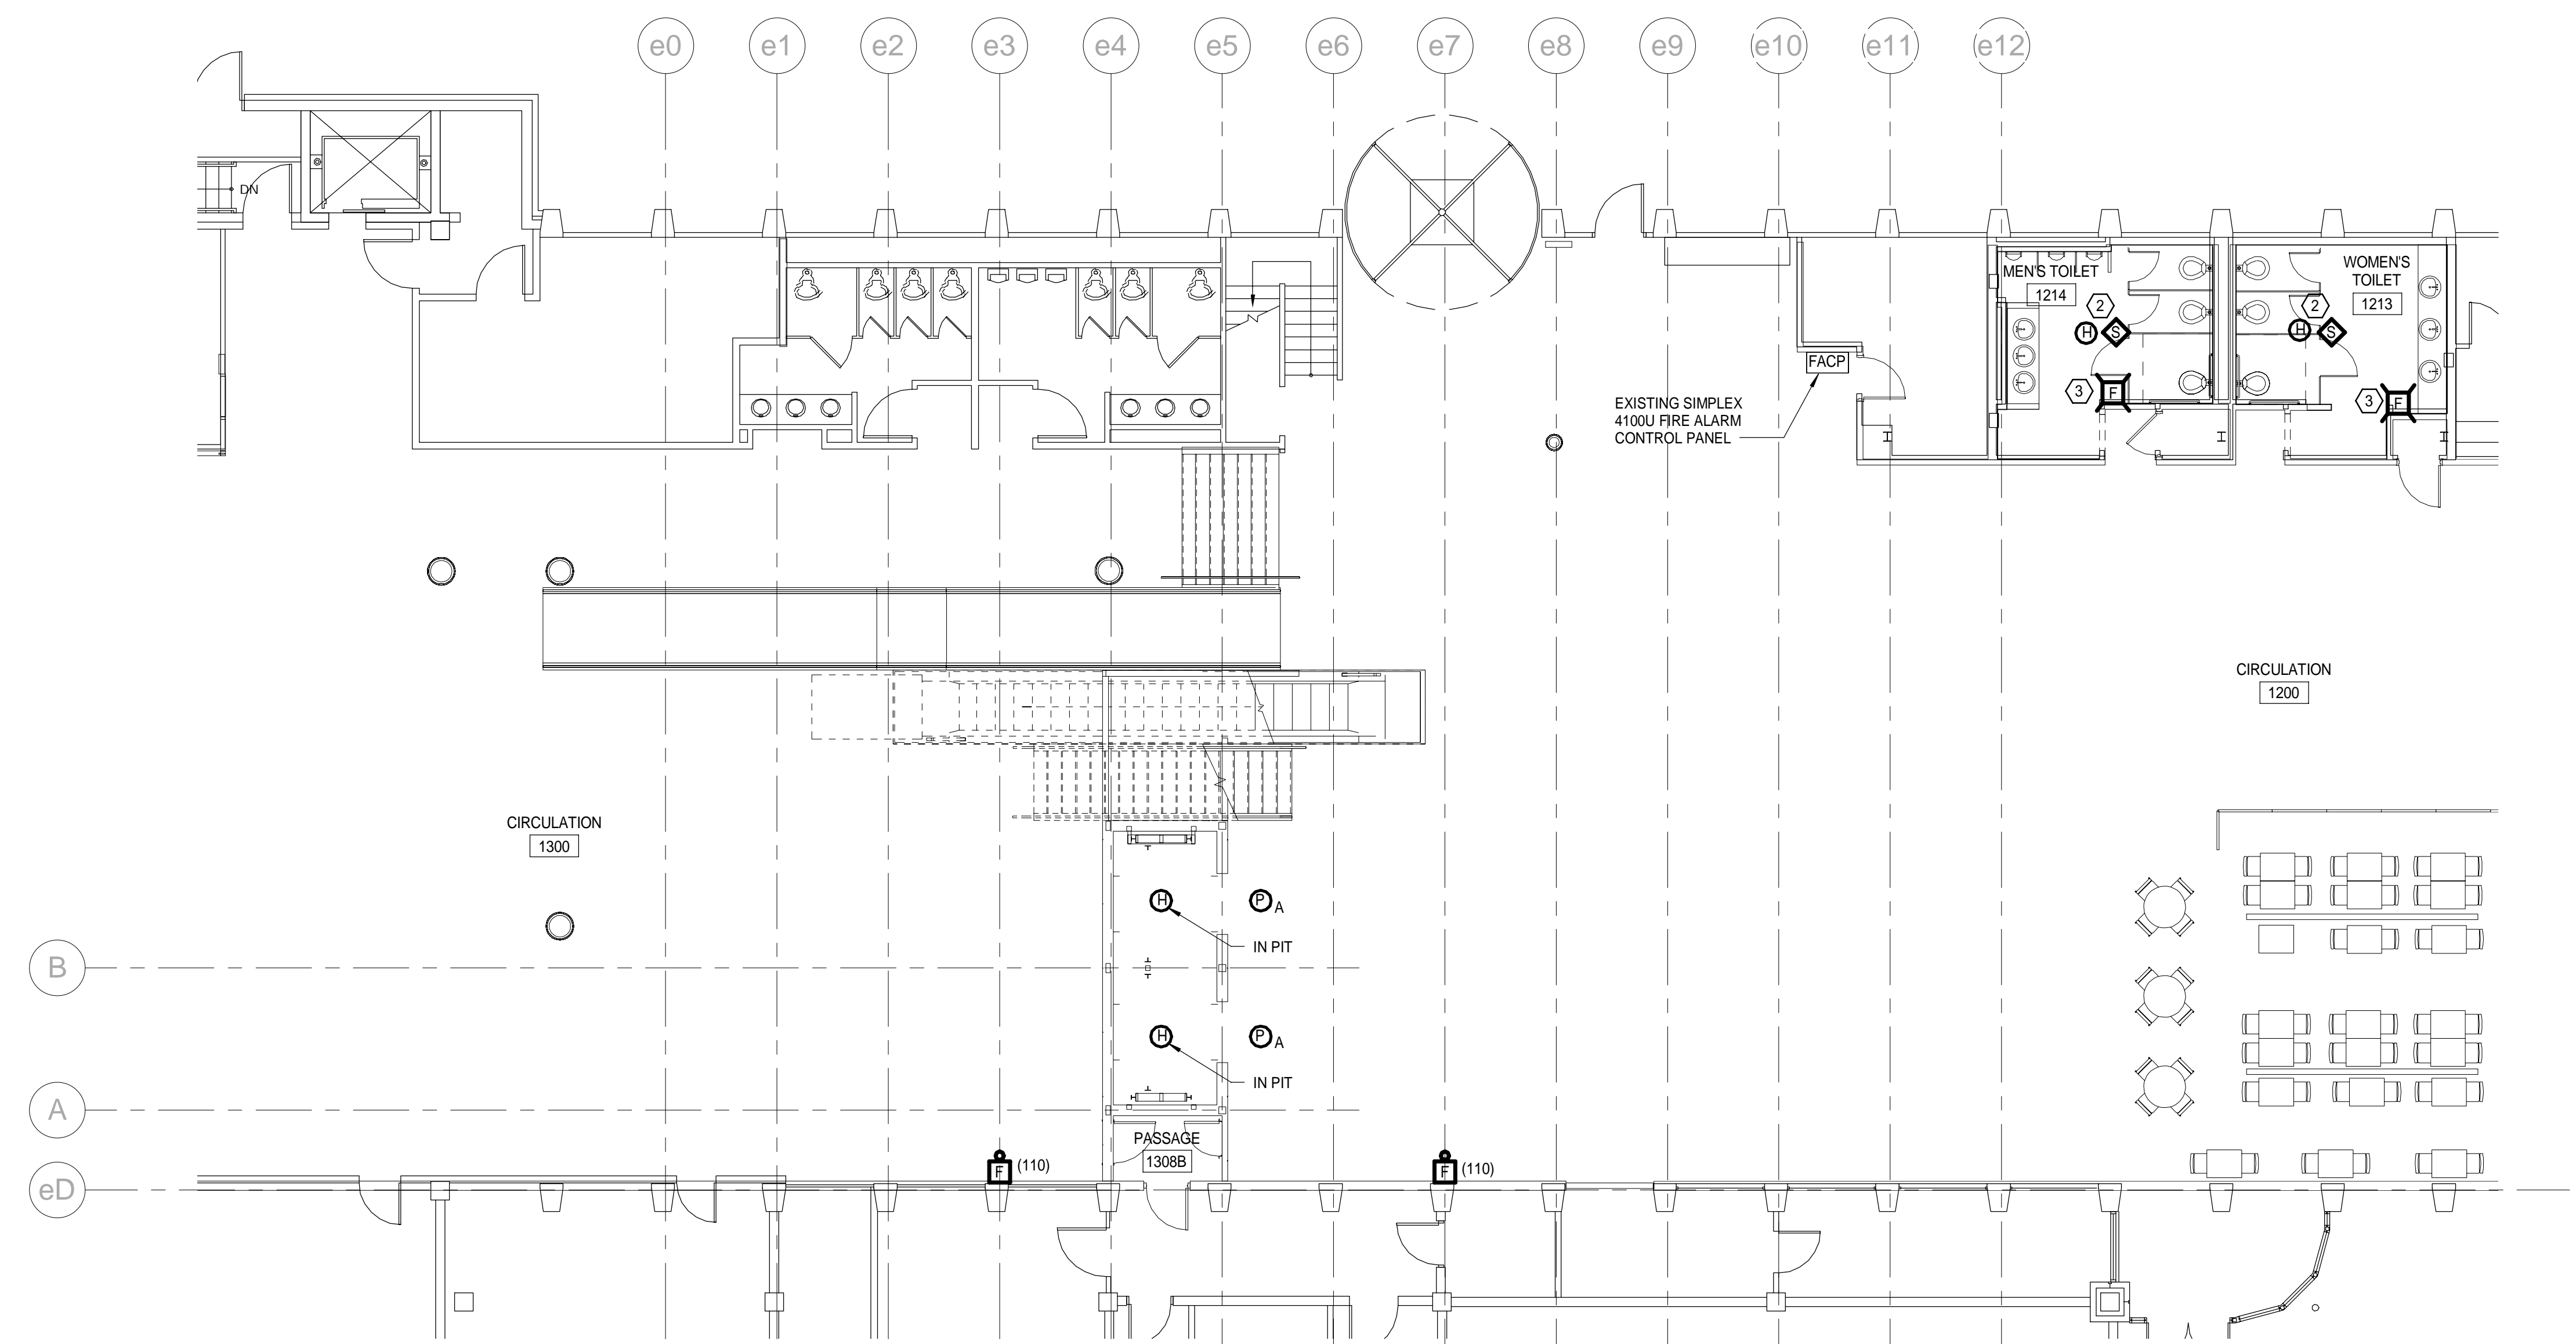 e0 e1 e2 e3 e4 e5 e6 e7 e8 e9 e10 e11 e12
DN
MEN'S TOILET
1214
WOMEN'S
TOILET
1213
2
2
H S
H S
FACP
3 F
3 F
EXISTING SIMPLEX
4100U FIRE ALARM
CONTROL PANEL
CIRCULATION
1200
CIRCULATION
1300
H
P A
IN PIT
B
H
P A
IN PIT
A
PASSAGE
1308B
F (110)
F (110)
eD